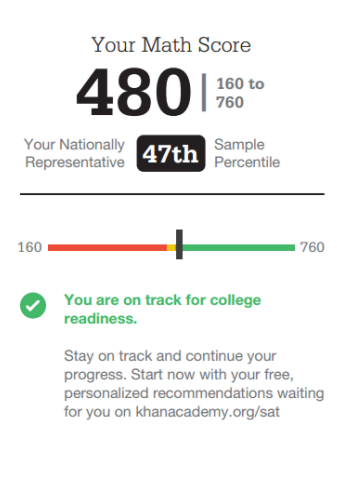 Your Math Score
480 | 160 to
760
Your Nationally
Representative
47th
Sample
Percentile
160
760
You are on track for college
readiness.
Stay on track and continue your
progress. Start now with your free,
personalized recommendations waiting
for you on khanacademy.org/sat